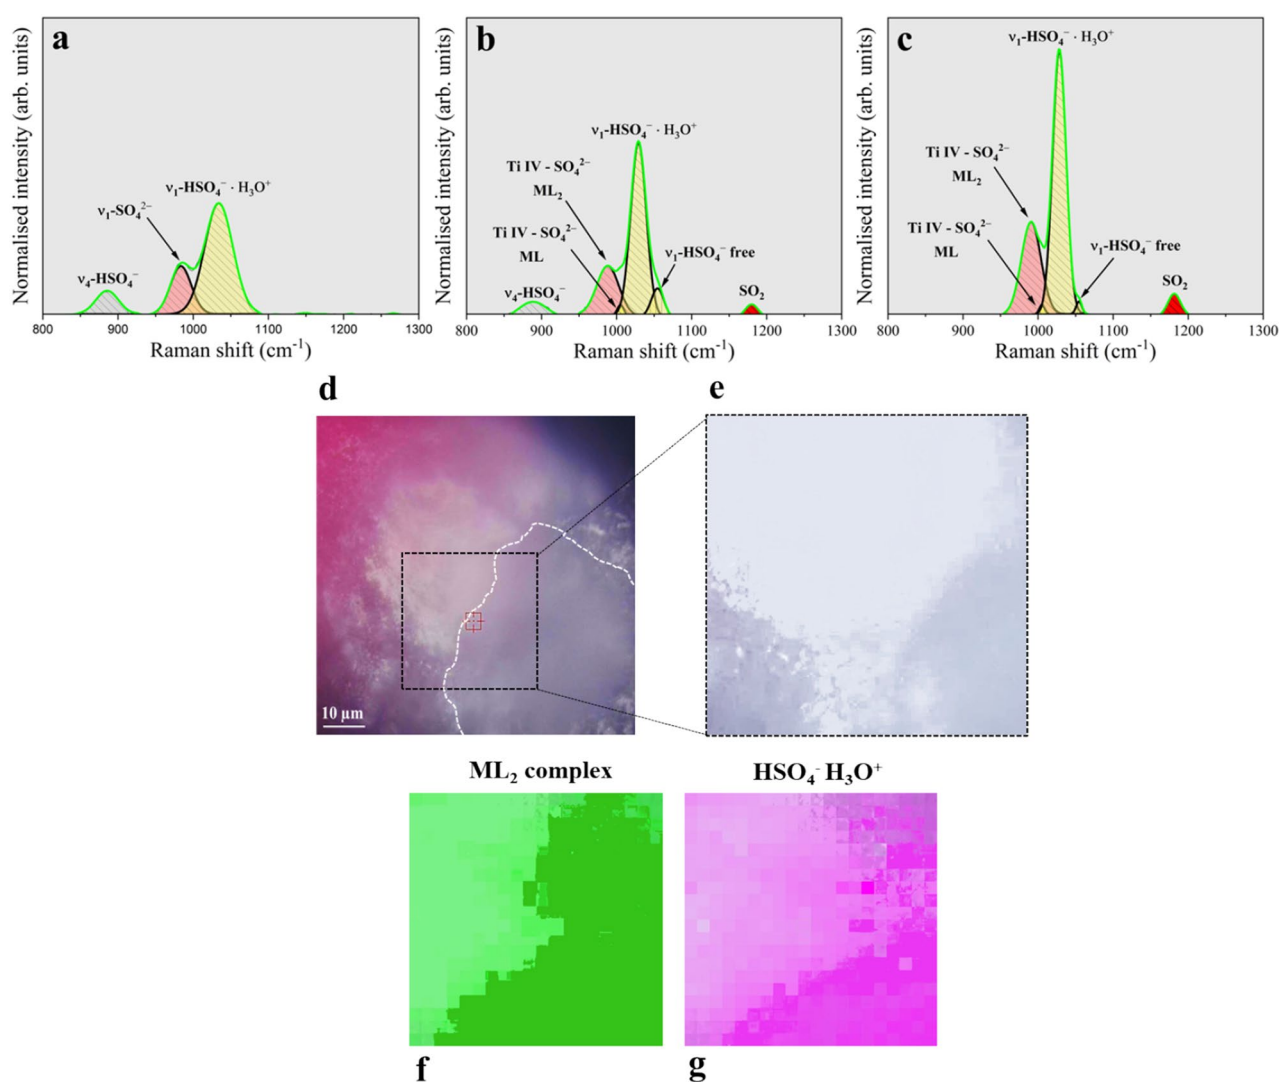 a
Normalised intensity (arb. units)
ν₁-HSO₄⁻ · H₃O⁺
ν₁-SO₄²⁻
ν₄-HSO₄⁻
800 900 1000 1100 1200 1300
Raman shift (cm⁻¹)
b
Normalised intensity (arb. units)
ν₁-HSO₄⁻ · H₃O⁺
Ti IV - SO₄²⁻
ML₂
Ti IV - SO₄²⁻
ML
ν₁-HSO₄⁻ free
ν₄-HSO₄⁻
SO₂
800 900 1000 1100 1200 1300
Raman shift (cm⁻¹)
c
Normalised intensity (arb. units)
ν₁-HSO₄⁻ · H₃O⁺
Ti IV - SO₄²⁻
ML₂
Ti IV - SO₄²⁻
ML
ν₁-HSO₄⁻ free
SO₂
800 900 1000 1100 1200 1300
Raman shift (cm⁻¹)
d
10 μm
e
ML₂ complex
HSO₄⁻ H₃O⁺
f
g